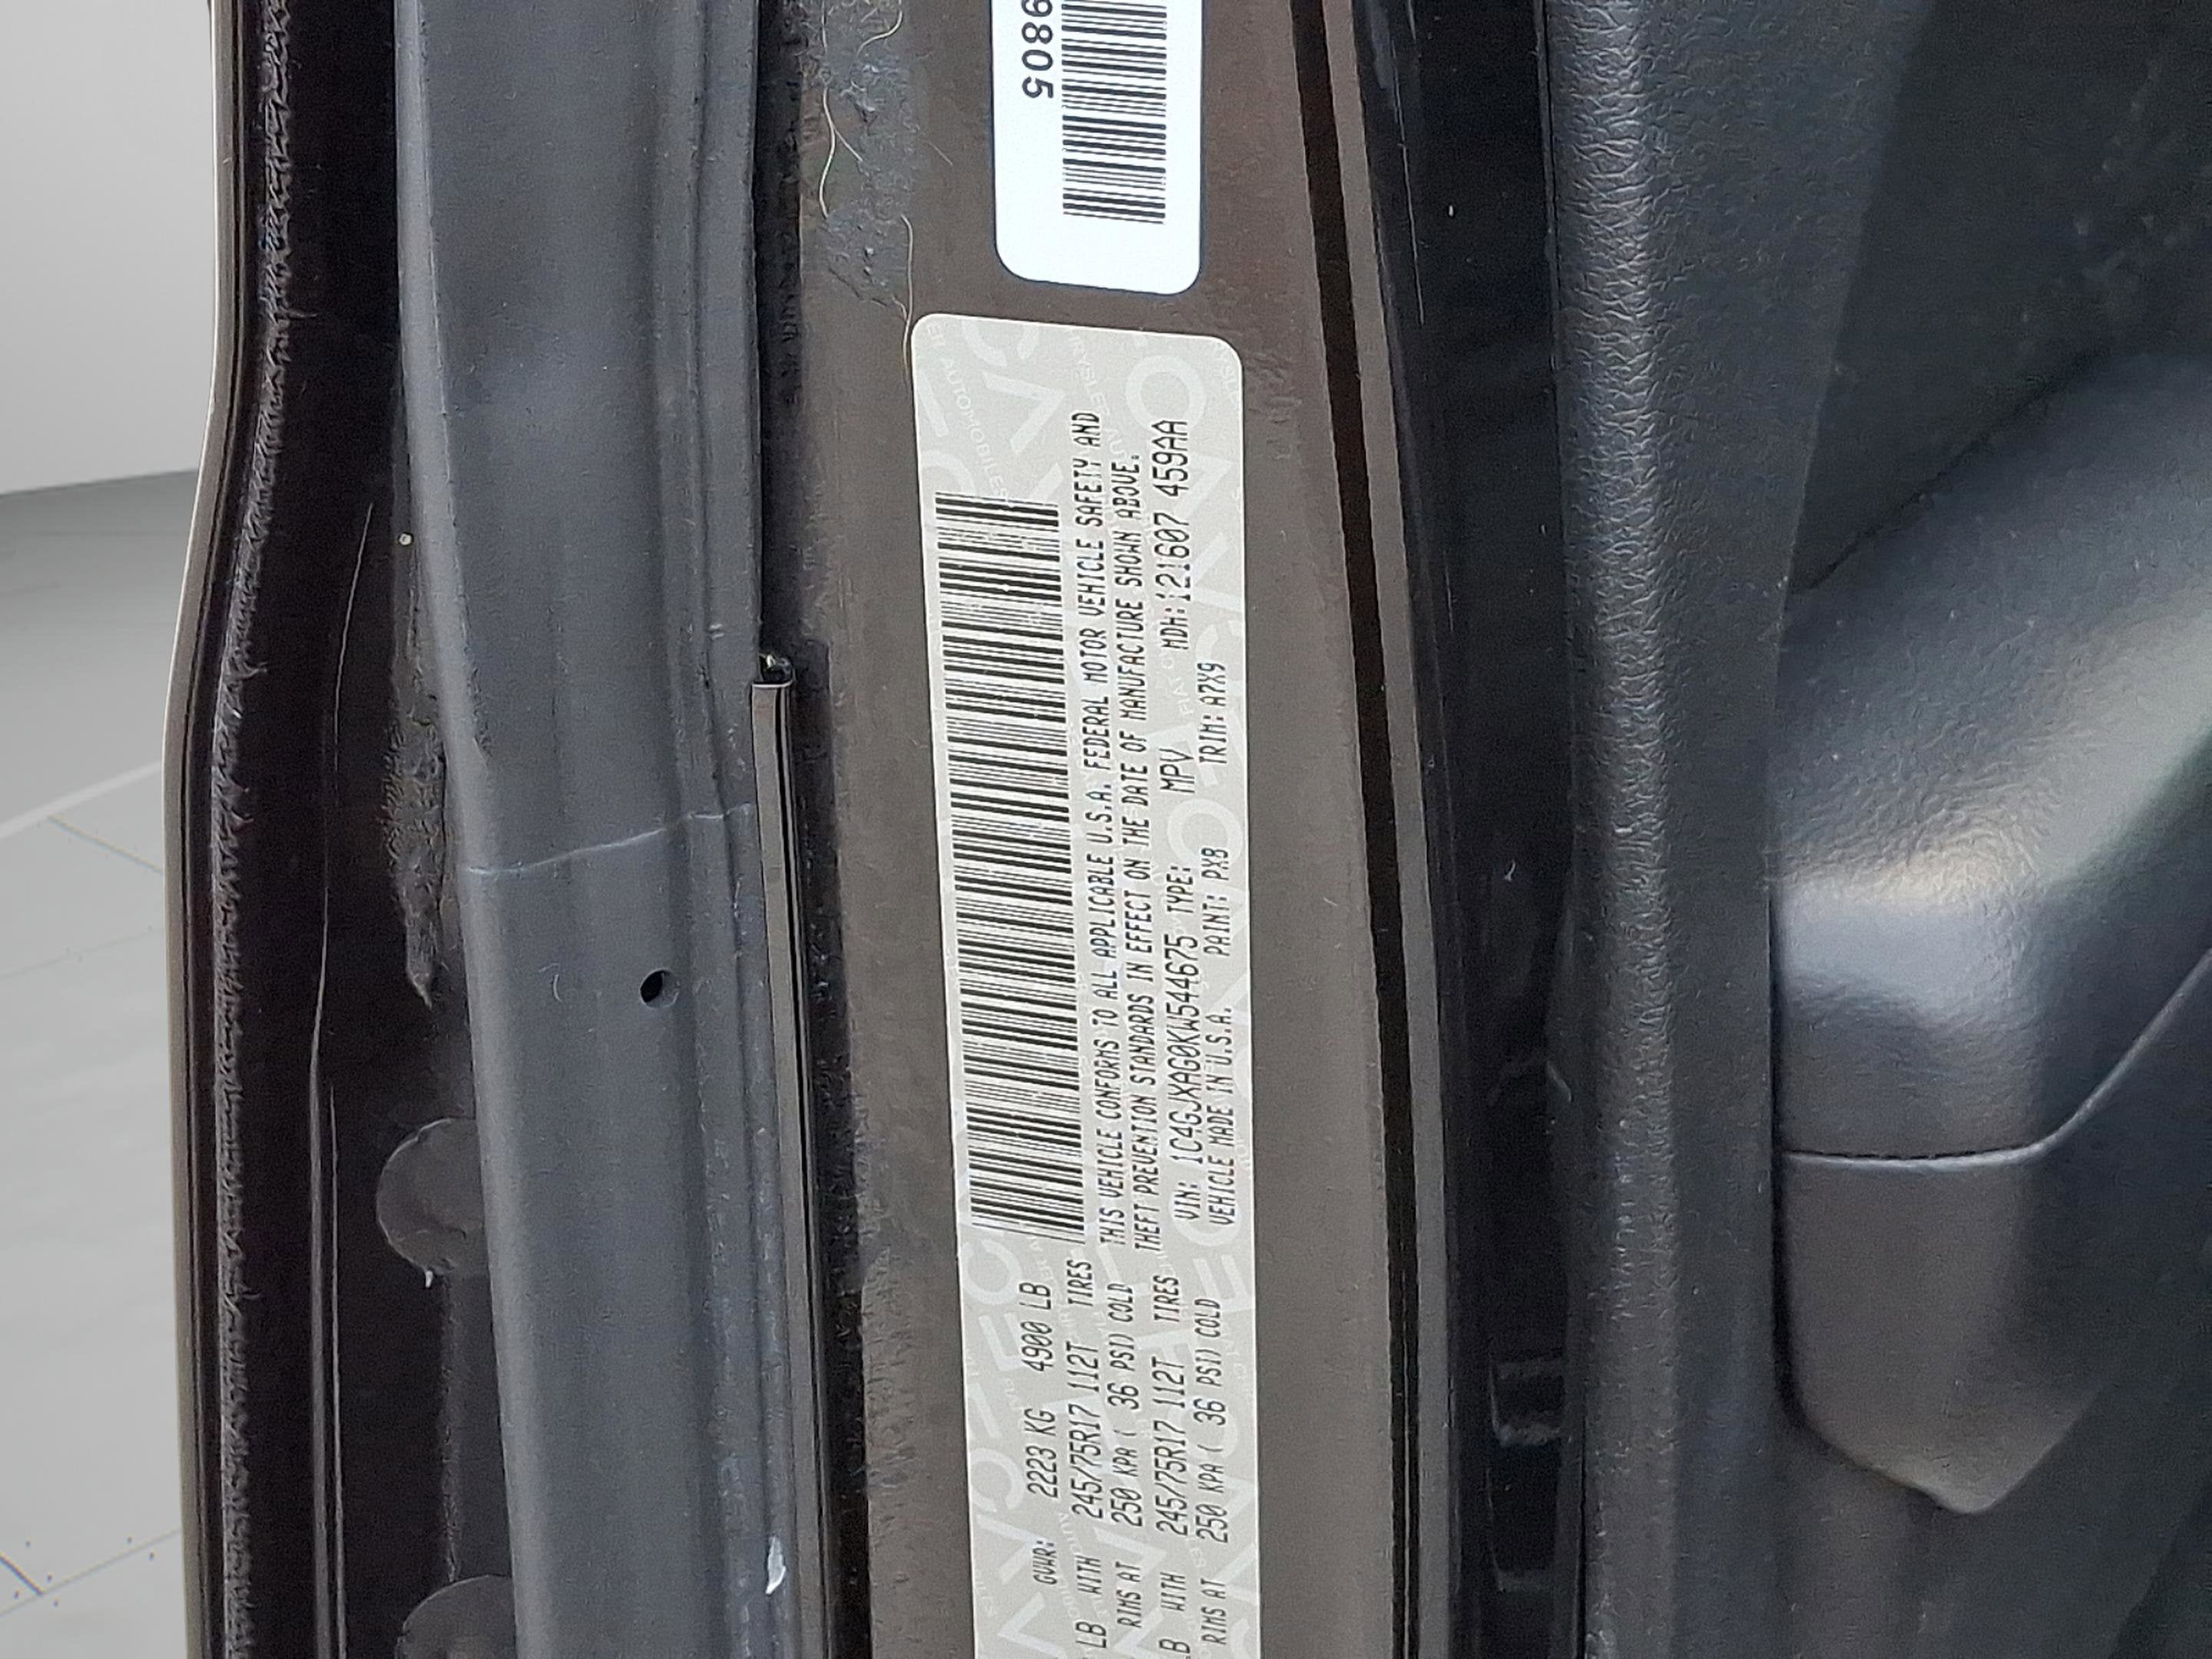 9805
GVWR: 2223 KG 4900 LB
LB WITH 245/75R17 112T TIRES
RIMS AT 250 KPA ( 36 PSI) COLD
LB WITH 245/75R17 112T TIRES
RIMS AT 250 KPA ( 36 PSI) COLD
THIS VEHICLE CONFORMS TO ALL APPLICABLE U.S.A. FEDERAL MOTOR VEHICLE SAFETY AND
THEFT PREVENTION STANDARDS IN EFFECT ON THE DATE OF MANUFACTURE SHOWN ABOVE.
VIN: 1C4GJXAG0KW544675 TYPE: MPV MDH:121607 459AA
VEHICLE MADE IN U.S.A. PAINT: PX8 TRIM: A7X9